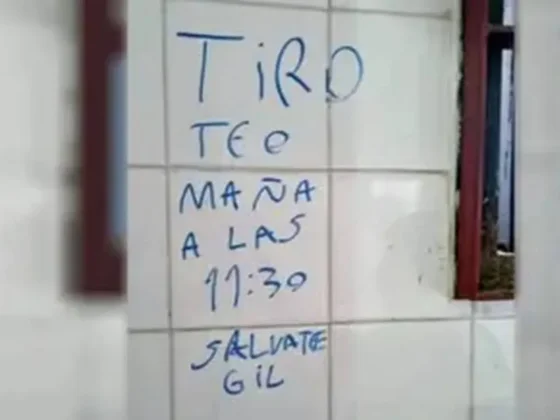 TiRO
TEO
MAÑA
A LAS
11:30
SALVATE
GiL